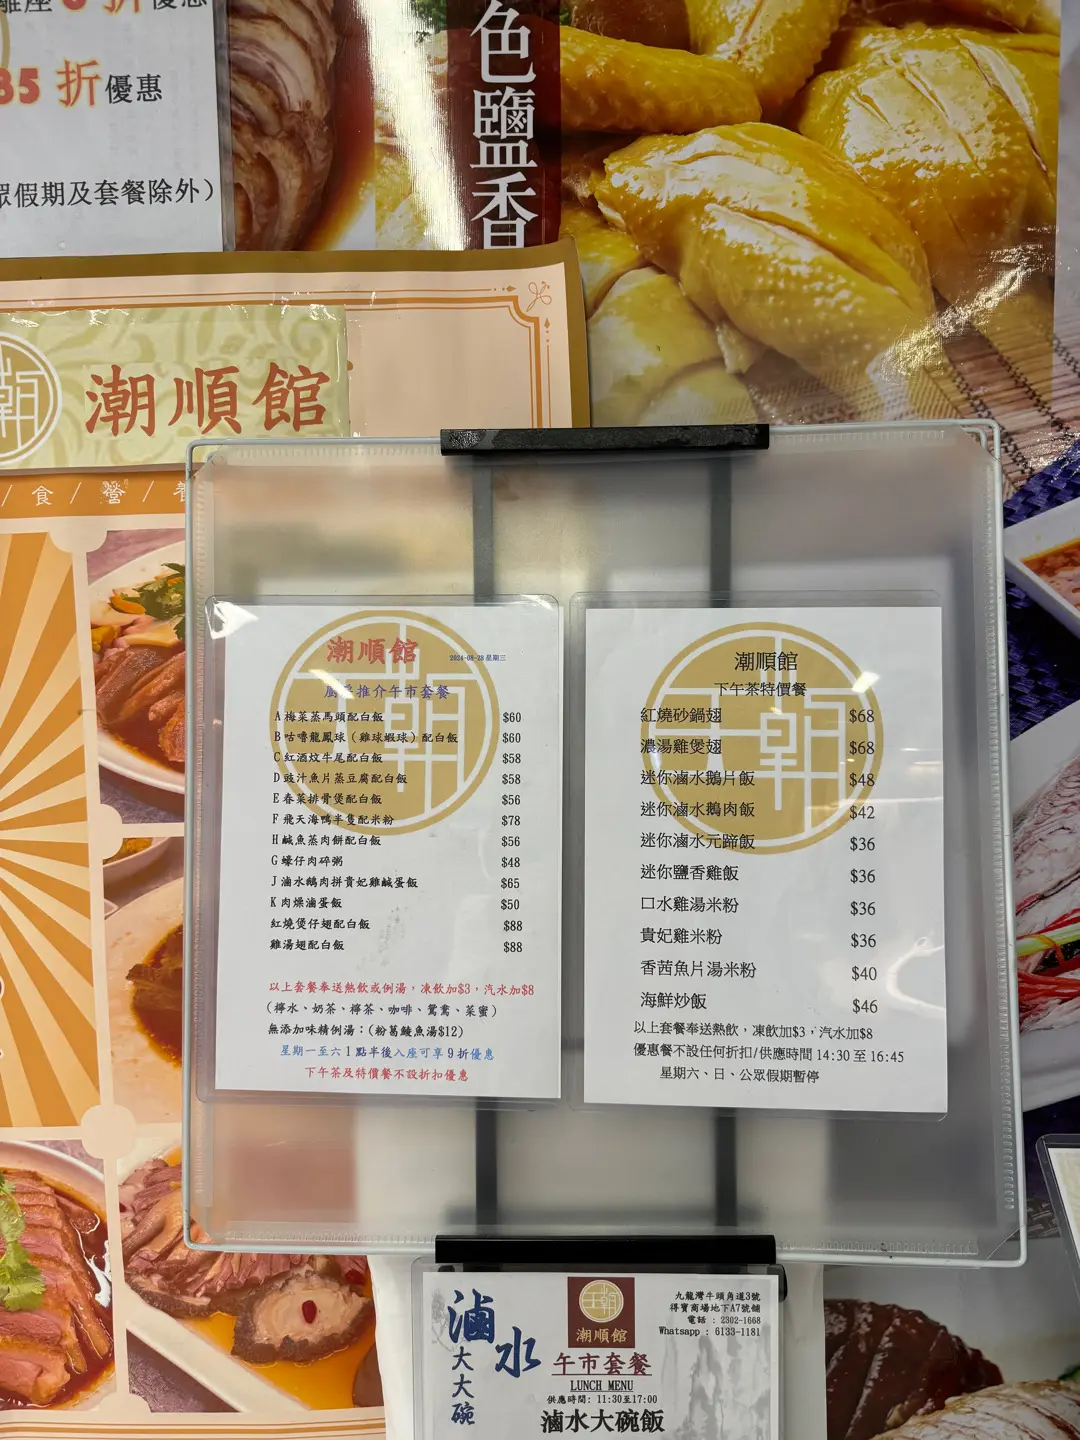 85折優惠
假期及套餐除外）
色鹽香
潮順館
/ 食 / 營 /
潮順館
2024-08-28 星期三
推介午市套餐
A 梅菜蒸馬頭配白飯 $60
B 咕嚕龍鳳球（雞球蝦球）配白飯 $60
C 紅酒炆牛尾配白飯 $58
D 豉汁魚片蒸豆腐配白飯 $58
E 春菜排骨煲配白飯 $56
F 飛天海鴨半隻配米粉 $78
H 鹹魚蒸肉餅配白飯 $56
G 蠔仔肉碎粥 $48
J 滷水鵝肉拼貴妃雞鹹蛋飯 $65
K 肉燥滷蛋飯 $50
紅燒煲仔翅配白飯 $88
雞湯翅配白飯 $88
以上套餐奉送熱飲或例湯，凍飲加$3，汽水加$8
（檸水、奶茶、檸茶、咖啡、鴛鴦、菜蜜）
無添加味精例湯：(粉葛鯪魚湯$12)
星期一至六 1 點半後入座可享 9 折優惠
下午茶及特價餐不設折扣優惠
潮順館
下午茶特價餐
紅燒砂鍋翅 $68
濃湯雞煲翅 $68
迷你滷水鵝片飯 $48
迷你滷水鵝肉飯 $42
迷你滷水元蹄飯 $36
迷你鹽香雞飯 $36
口水雞湯米粉 $36
貴妃雞米粉 $36
香茜魚片湯米粉 $40
海鮮炒飯 $46
以上套餐奉送熱飲，凍飲加$3，汽水加$8
優惠餐不設任何折扣/供應時間 14:30 至 16:45
星期六、日、公眾假期暫停
滷水
大大碗
潮順館
午市套餐
LUNCH MENU
供應時間: 11:30至17:00
滷水大碗飯
九龍灣牛頭角道3號
得寶商場地下A7號舖
電話 : 2302-1668
Whatsapp : 6133-1181